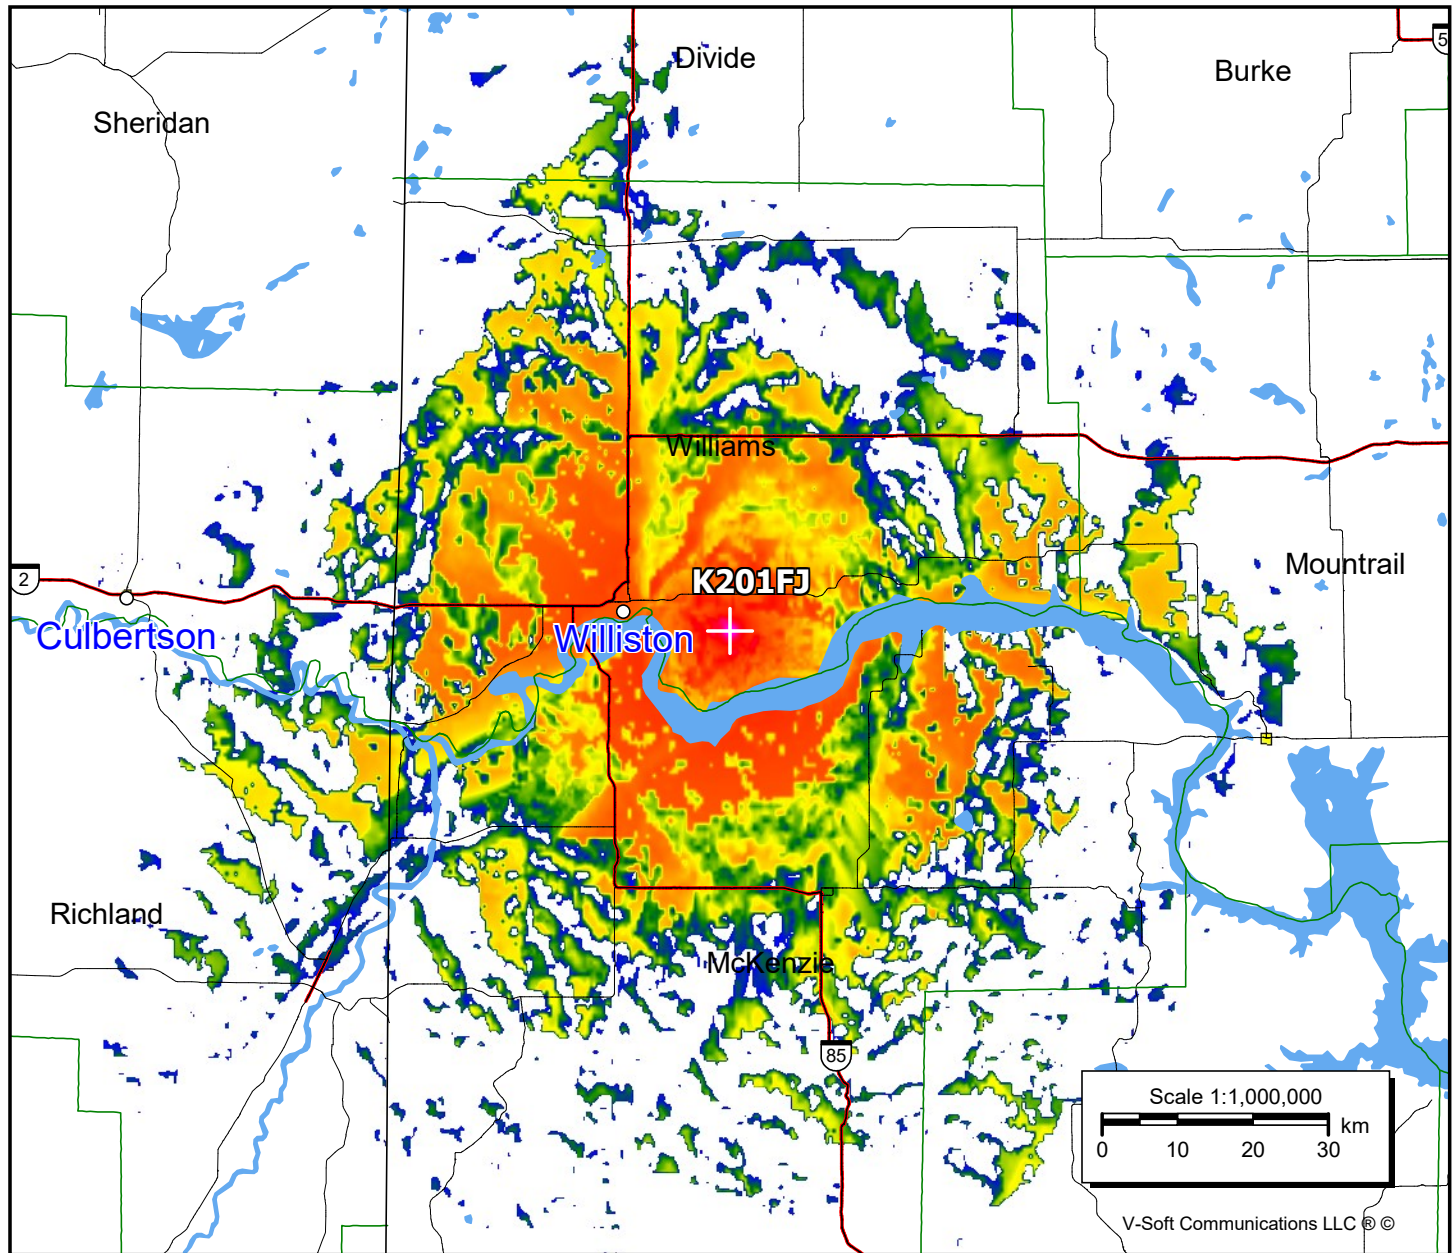 Divide
Burke
5
Sheridan
Williams
Mountrail
K201FJ
2
Culbertson
Williston
Richland
McKenzie
85
Scale 1:1,000,000
km
0 10 20 30
V-Soft Communications LLC ® ©